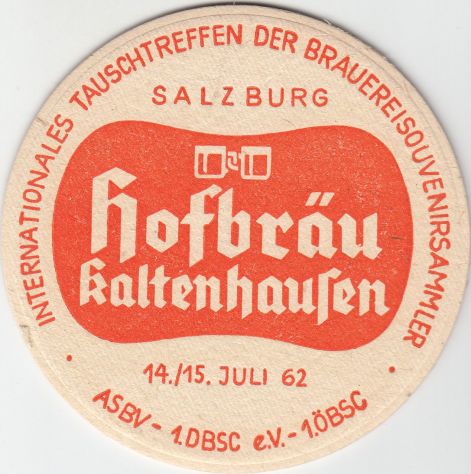 INTERNATIONALES TAUSCHTREFFEN DER BRAUEREISOUVENIRSAMMLER
SALZBURG
Hofbräu
Kaltenhauſen
14./15. JULI 62
ASBV - 1.DBSC e.V. - 1.ÖBSC